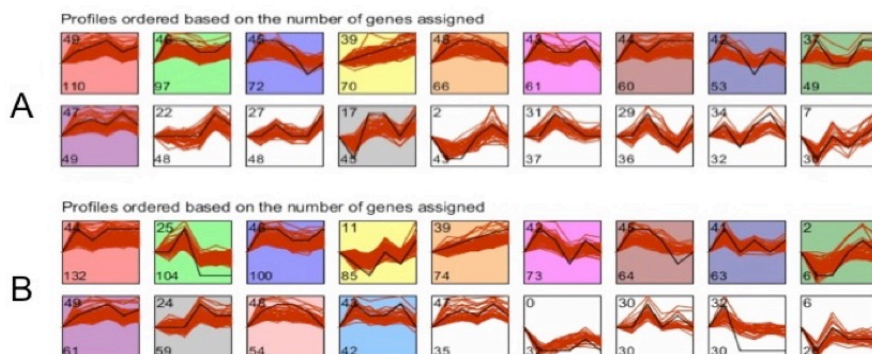 Profiles ordered based on the number of genes assigned
49 46 45 39 48 43 44 42 37
110 97 72 70 66 61 60 53 49
A
47 22 27 17 2 31 29 34 7
49 48 48 45 43 37 36 32 30
Profiles ordered based on the number of genes assigned
44 25 46 11 39 42 45 41 2
132 104 100 85 74 73 64 63
B
49 24 48 43 47 0 30 32 6
61 59 54 42 35 30 30